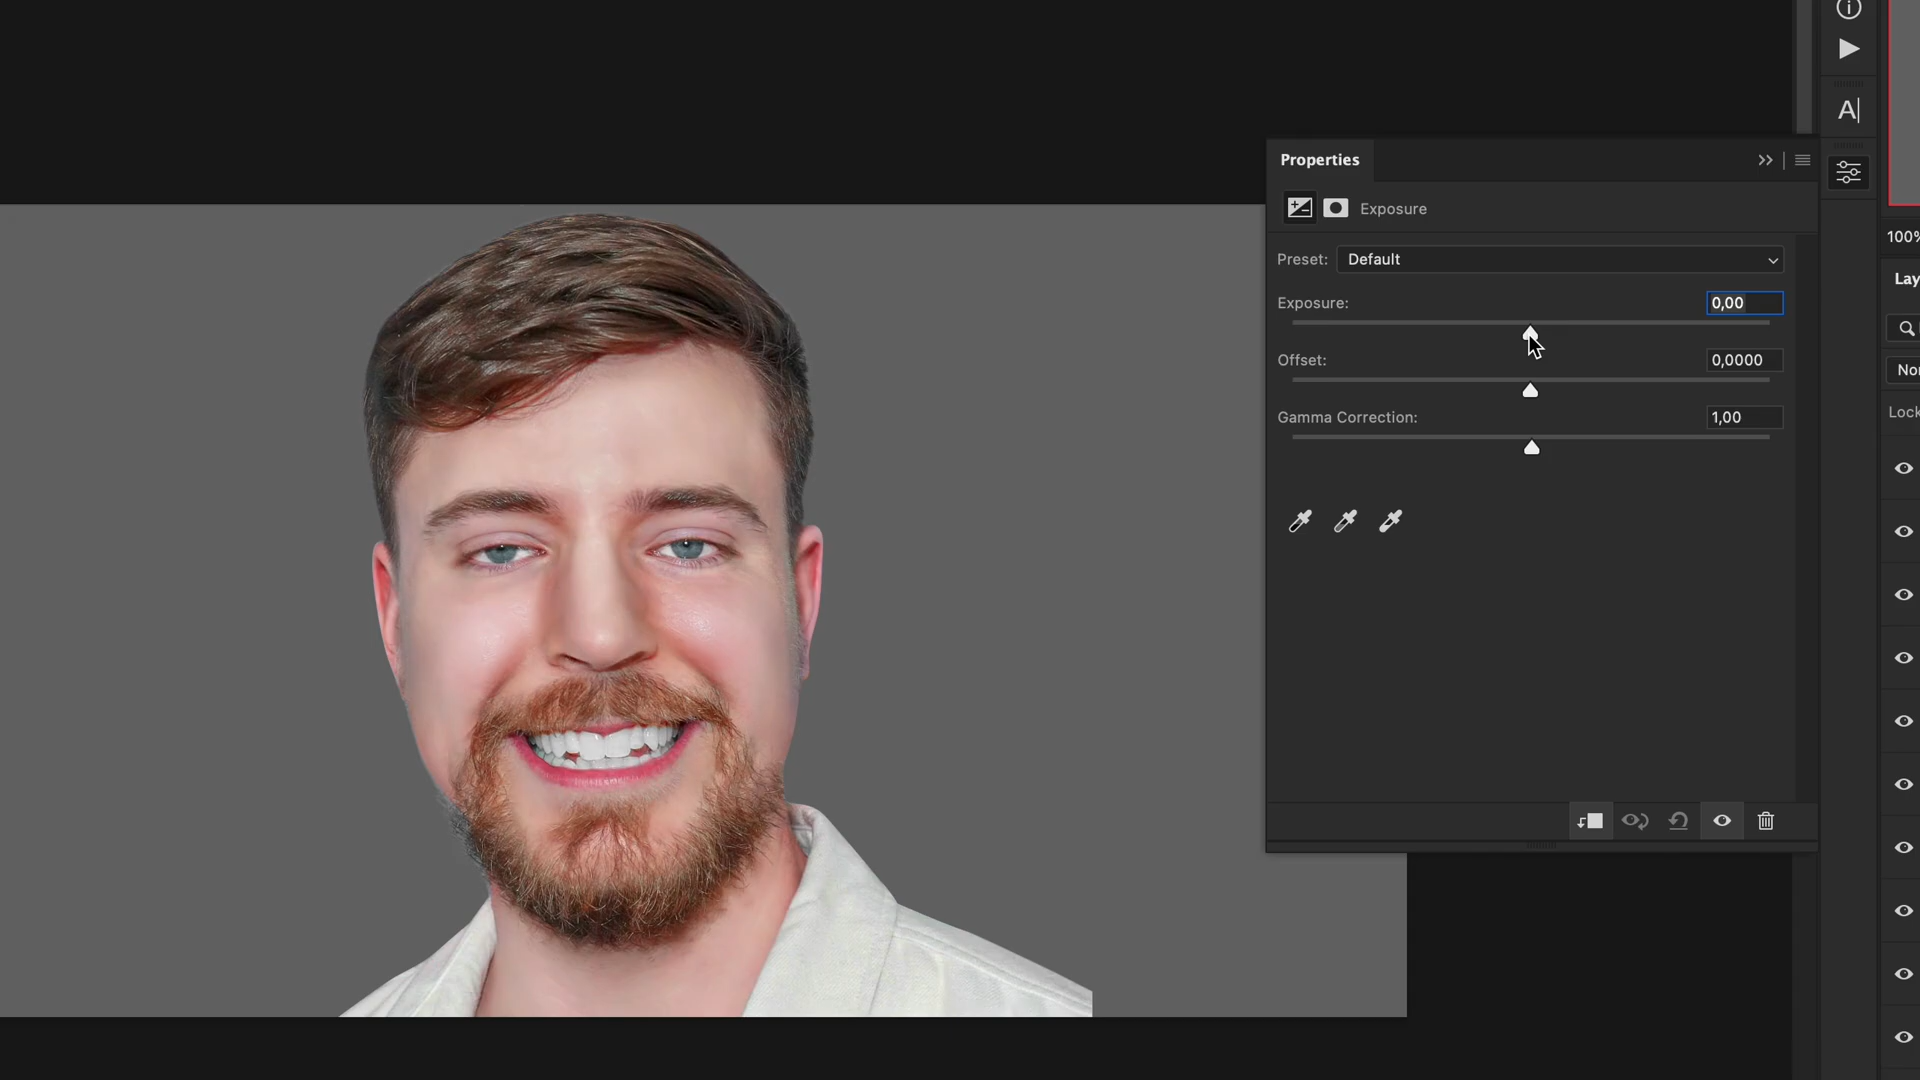 A
Properties
Exposure
100%
Preset: Default
Lay
Exposure: 0,00
Offset: 0,0000
Nor
Lock
Gamma Correction: 1,00